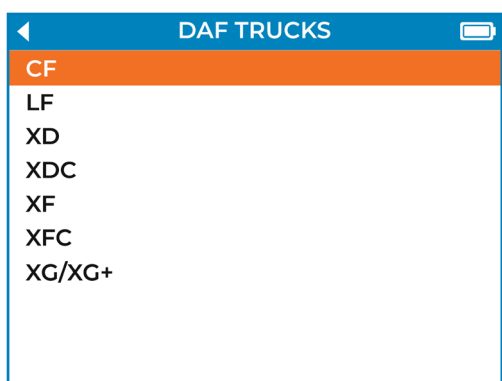 DAF TRUCKS
CF
LF
XD
XDC
XF
XFC
XG/XG+